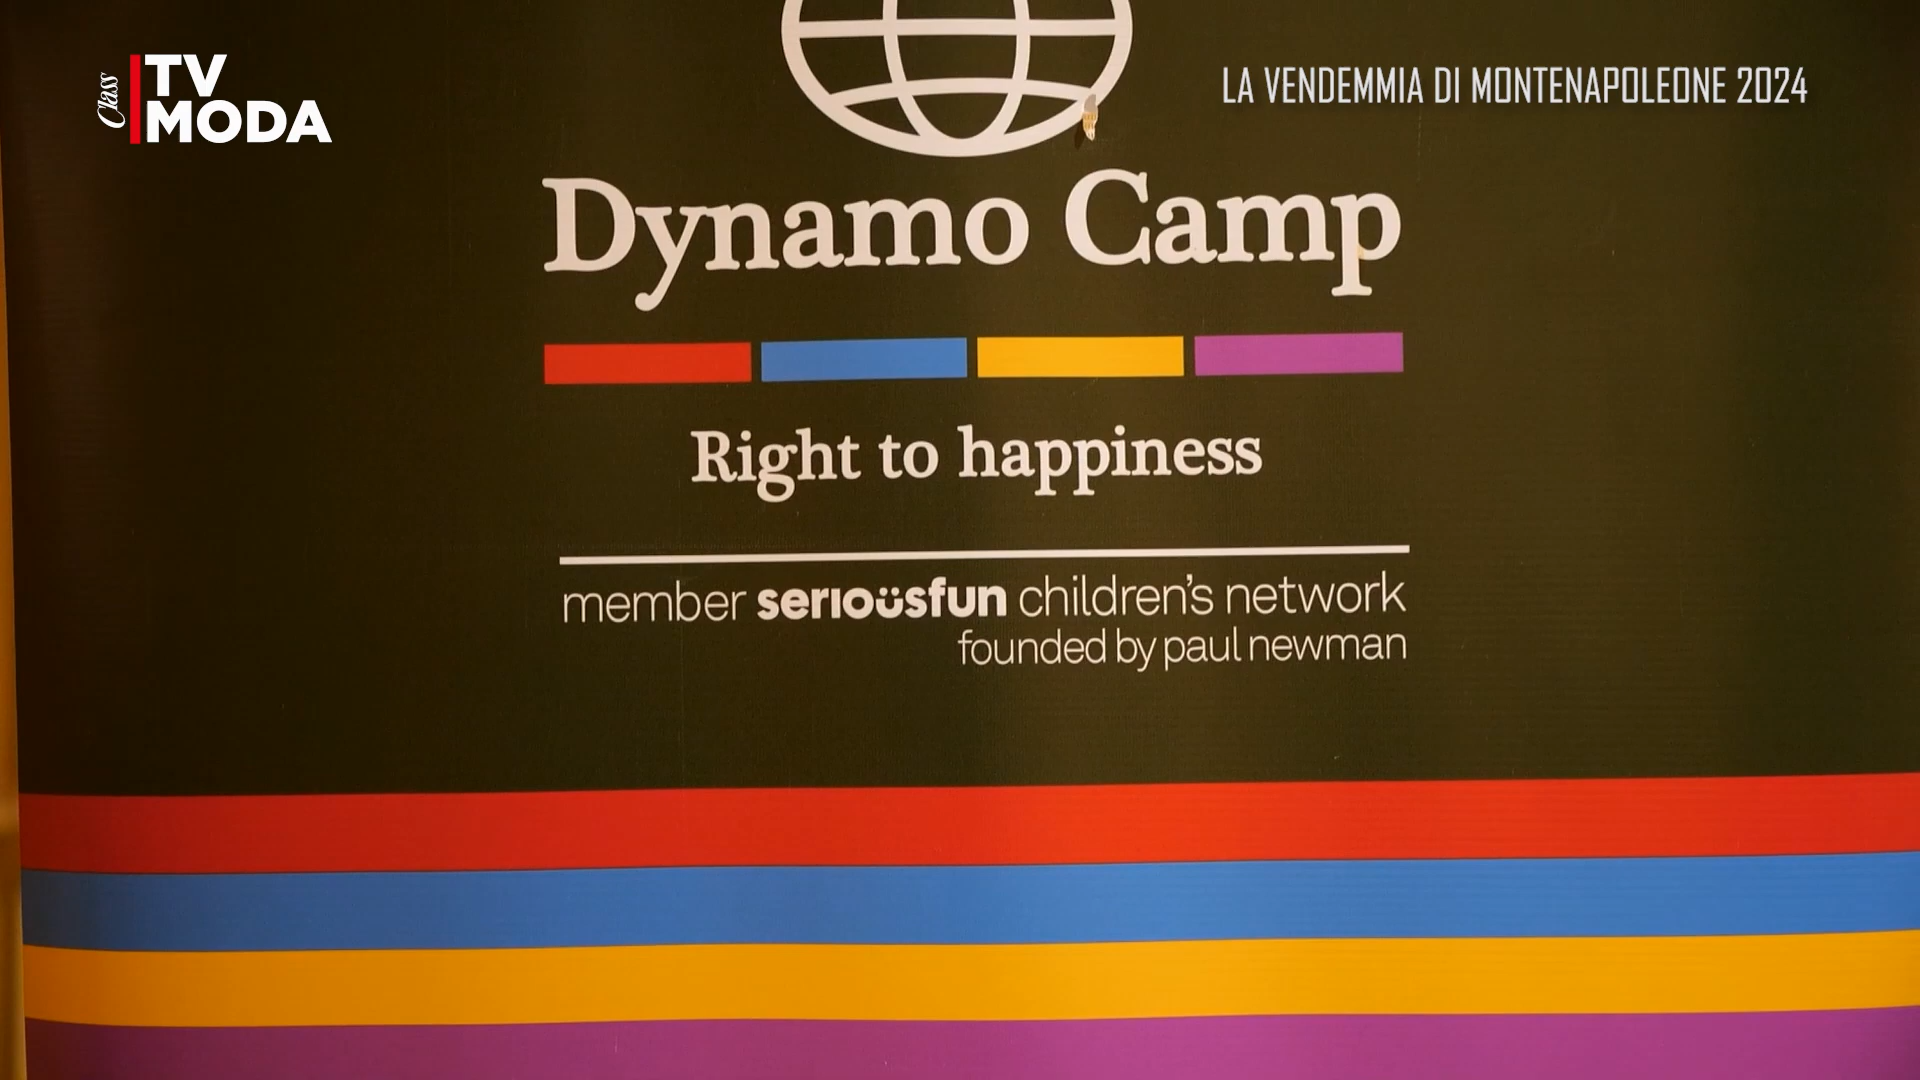 Class
TV
MODA
LA VENDEMMIA DI MONTENAPOLEONE 2024
Dynamo Camp
Right to happiness
member serioüsfun children's network
founded by paul newman